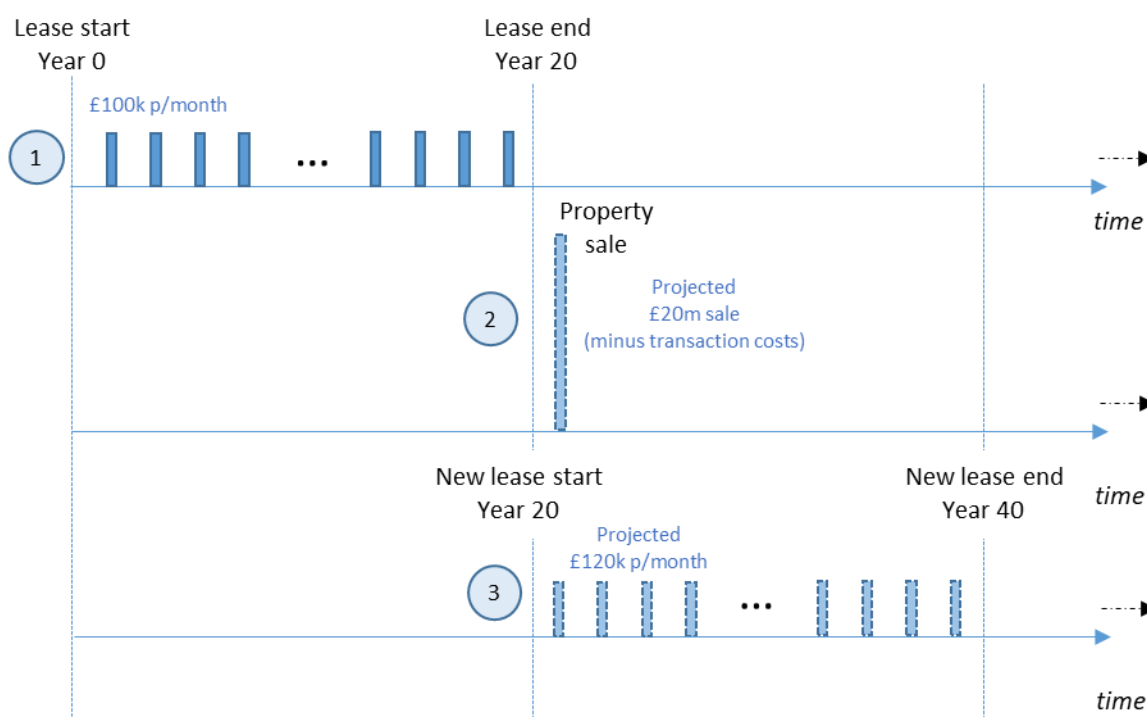 Lease start
Year 0
Lease end
Year 20
£100k p/month
1
...
time
Property
sale
Projected
£20m sale
(minus transaction costs)
2
time
New lease start
Year 20
New lease end
Year 40
Projected
£120k p/month
3
...
time